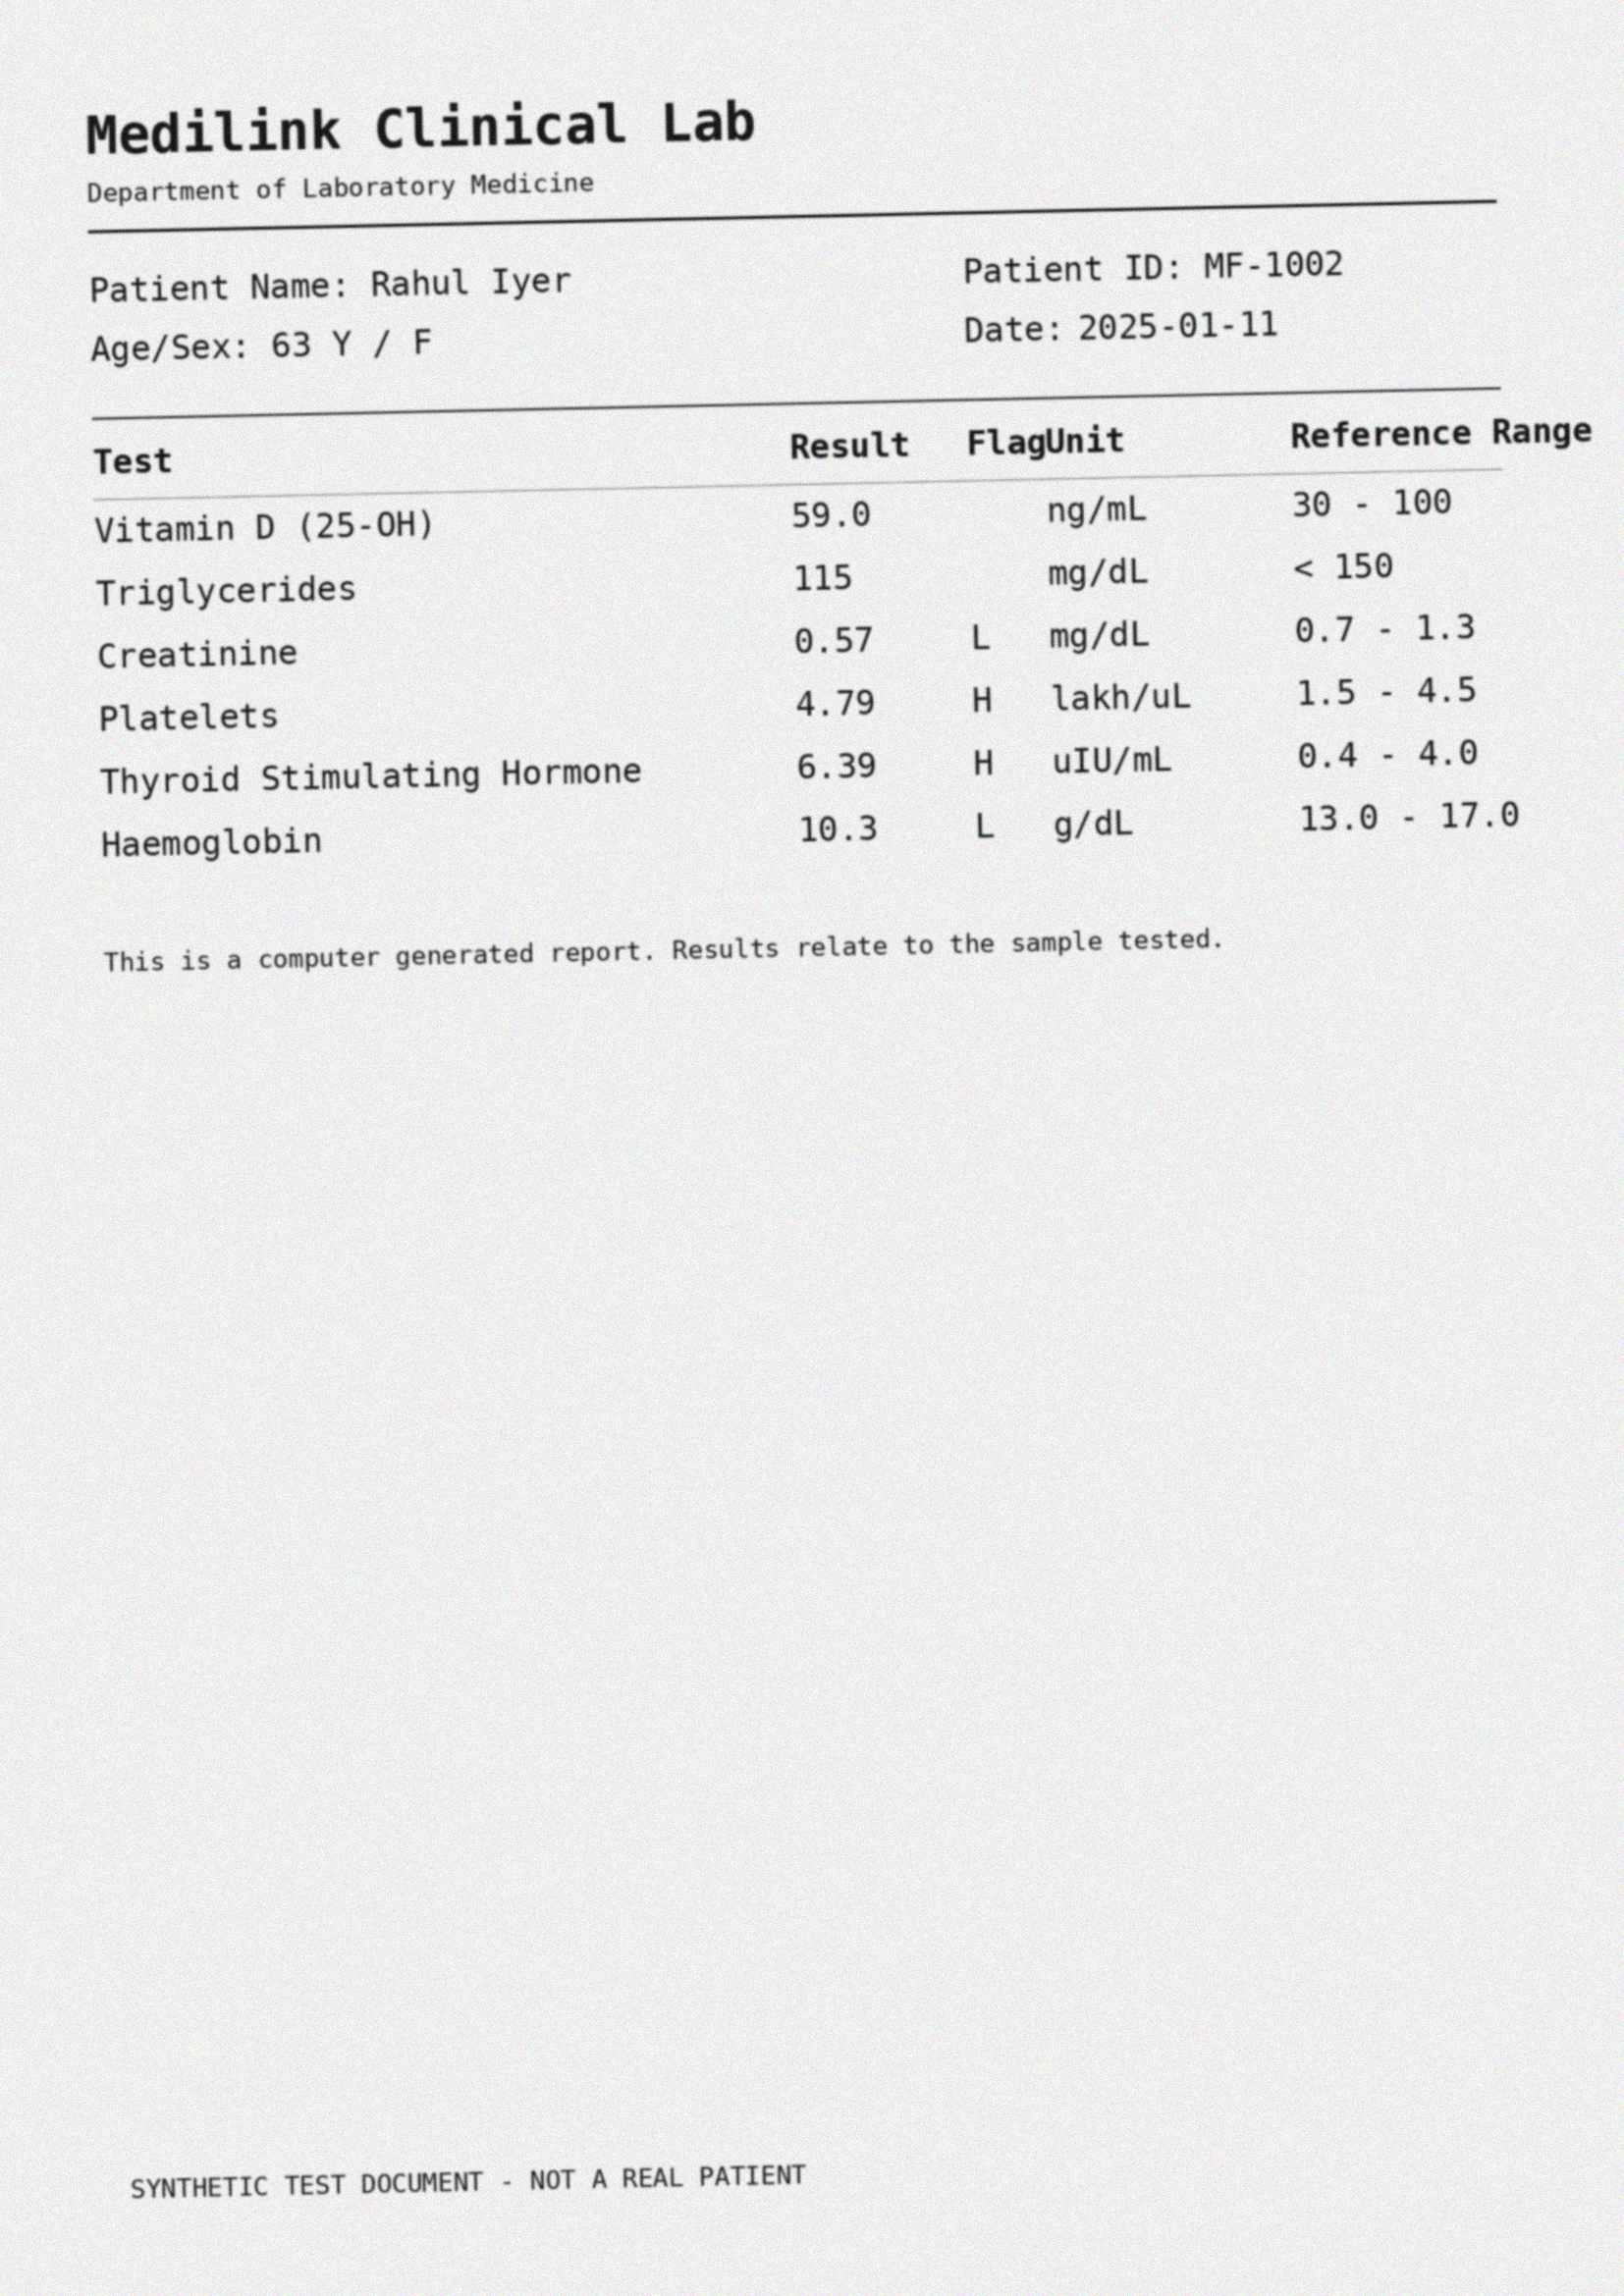 Medilink Clinical Lab
Department of Laboratory Medicine
Patient Name: Rahul Iyer Patient ID: MF-1002
Age/Sex: 63 Y / F Date: 2025-01-11
Test Result Flag Unit Reference Range
Vitamin D (25-OH) 59.0 ng/mL 30 - 100
Triglycerides 115 mg/dL < 150
Creatinine 0.57 L mg/dL 0.7 - 1.3
Platelets 4.79 H lakh/uL 1.5 - 4.5
Thyroid Stimulating Hormone 6.39 H uIU/mL 0.4 - 4.0
Haemoglobin 10.3 L g/dL 13.0 - 17.0
This is a computer generated report. Results relate to the sample tested.
SYNTHETIC TEST DOCUMENT - NOT A REAL PATIENT